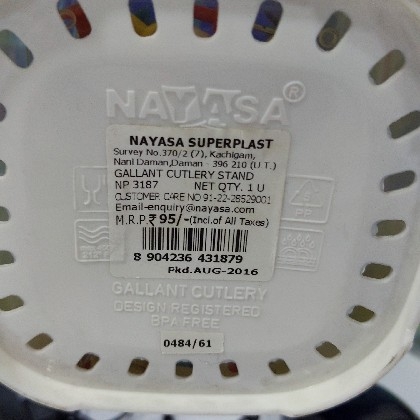 NAYASA®
NAYASA SUPERPLAST
Survey No.370/2 (7), Kachigam,
Nani Daman,Daman - 396 210 (U.T.)
GALLANT CUTLERY STAND
NP 3187 NET QTY. 1 U
CUSTOMER CARE NO 91-22-28529001
Email-enquiry@nayasa.com
M.R.P.₹ 95/-(Incl.of All Taxes)
8 904236 431879
Pkd.AUG-2016
PP
GALLANT CUTLERY
DESIGN REGISTERED
BPA FREE
0484/61